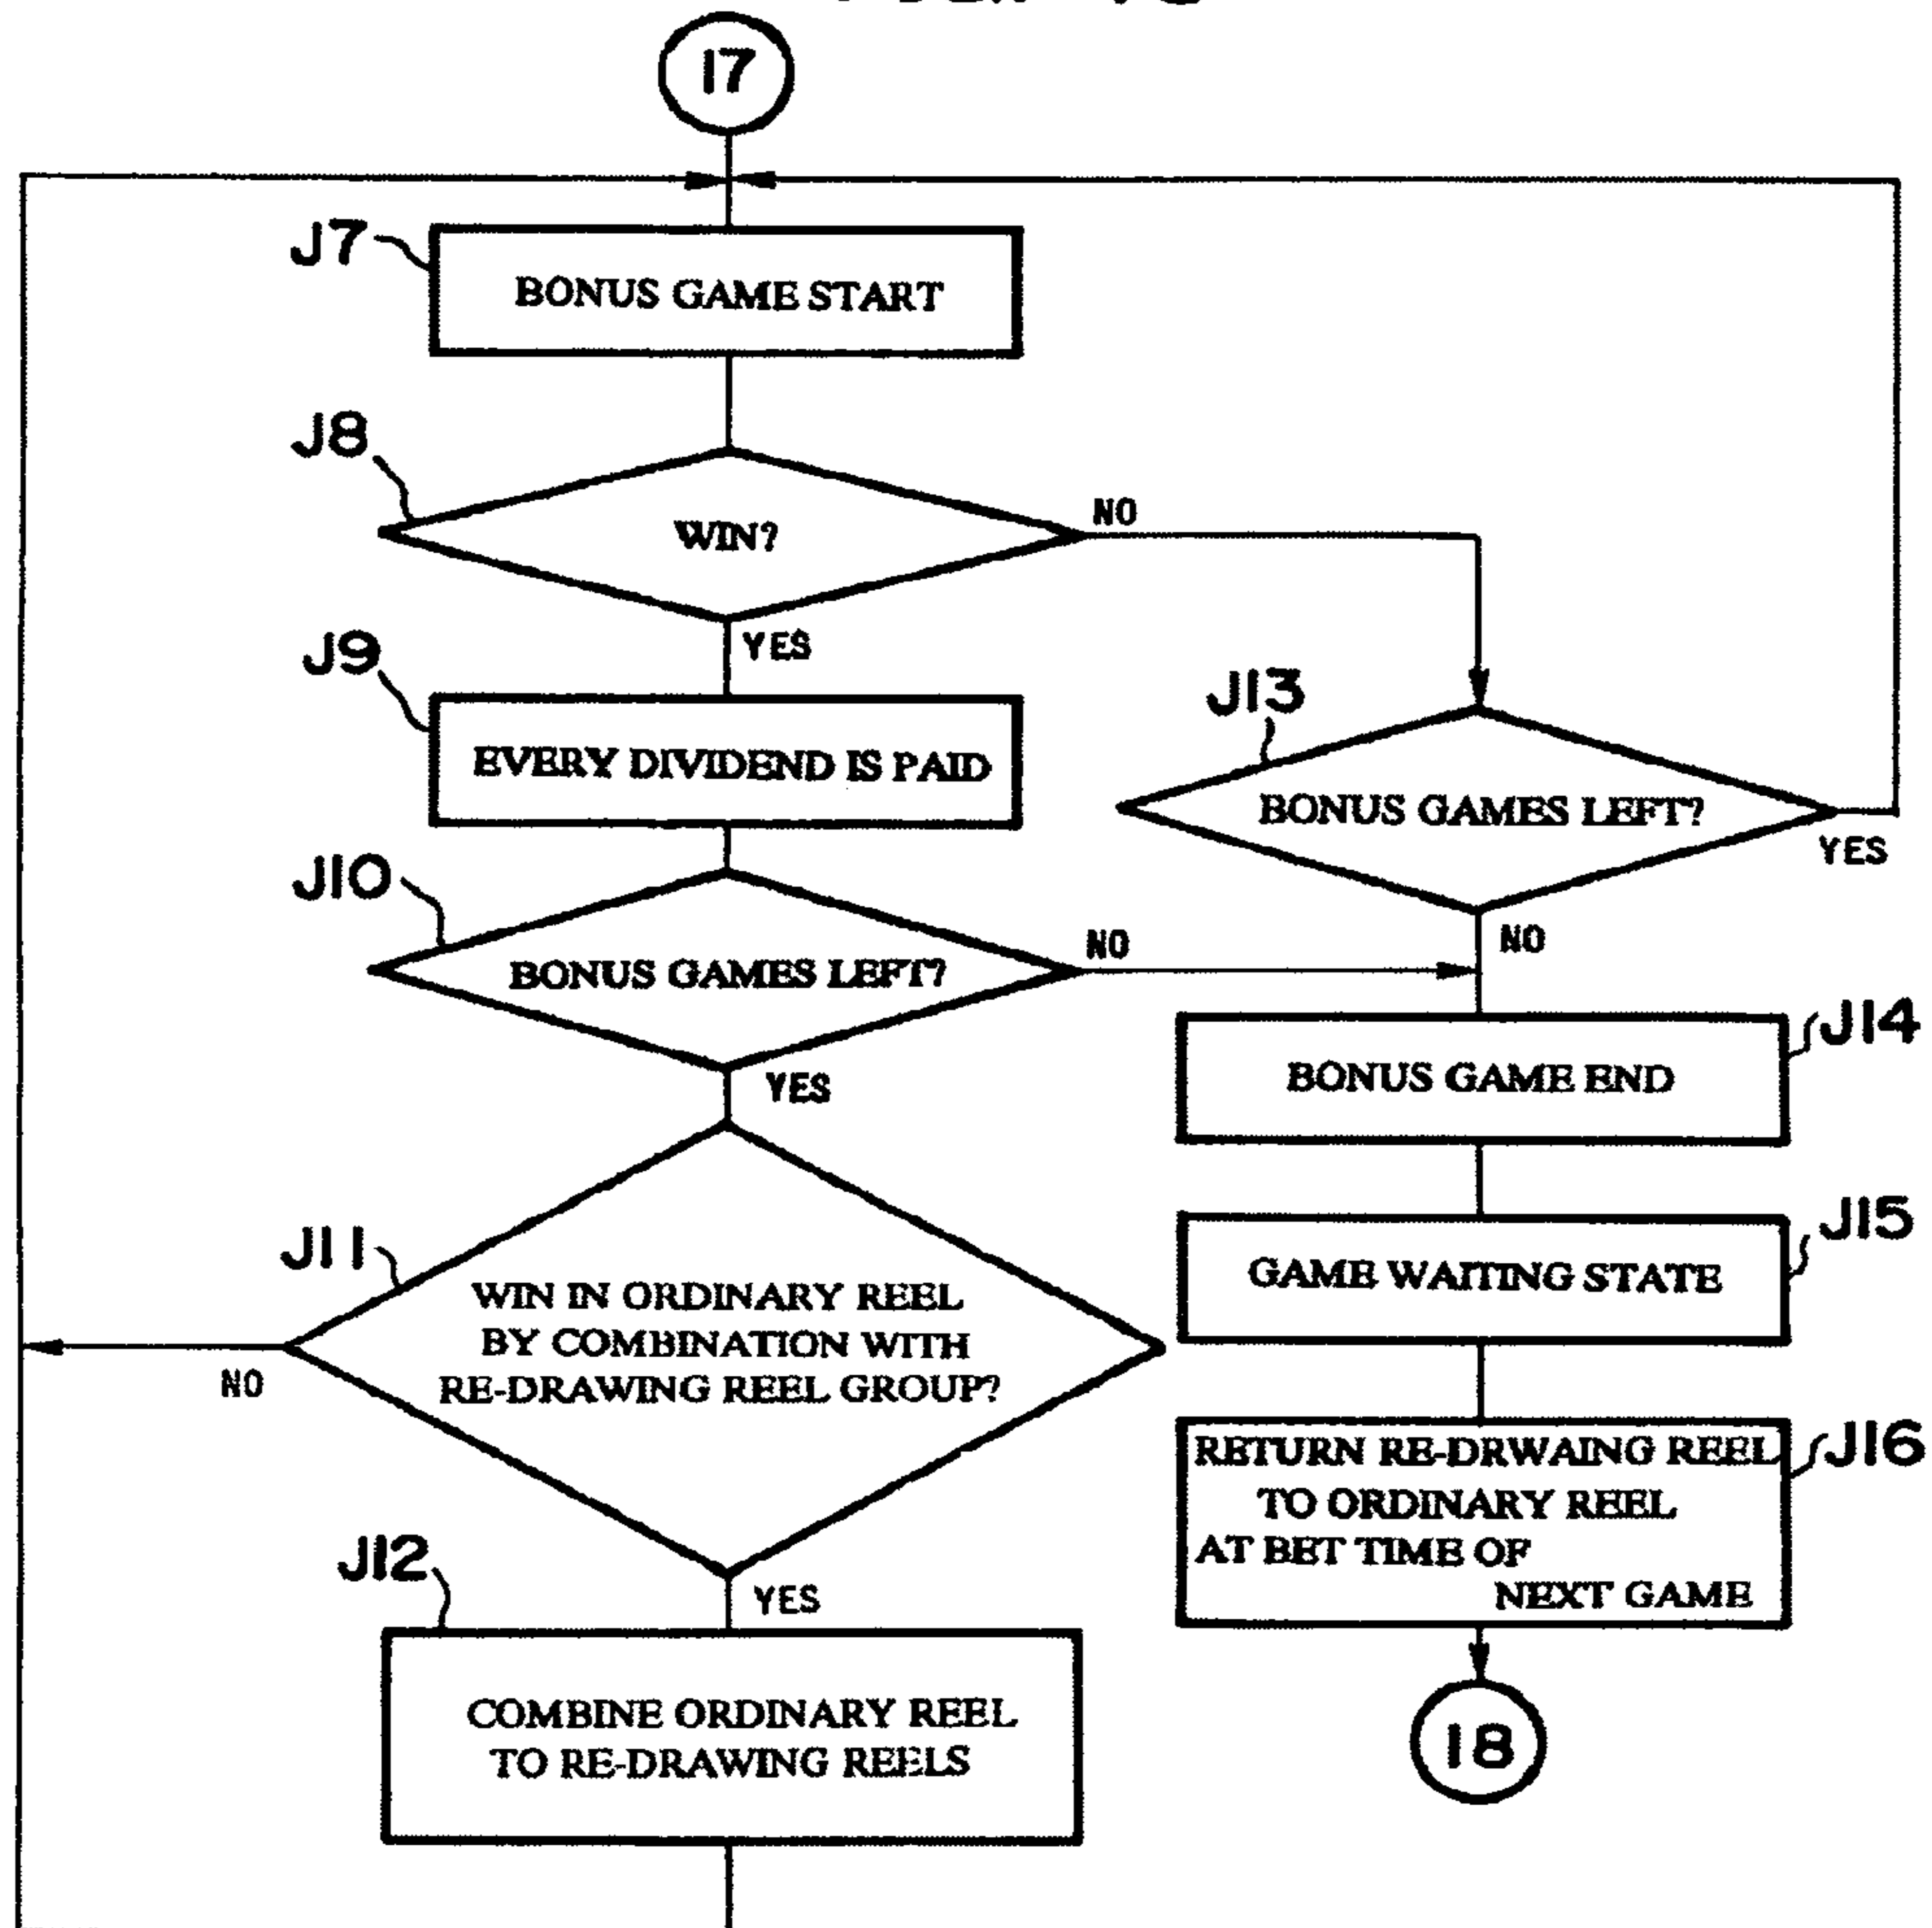 17
J7
BONUS GAME START
J8
WIN?
NO
YES
J9
EVERY DIVIDEND IS PAID
J13
BONUS GAMES LEFT?
YES
NO
J10
BONUS GAMES LEFT?
NO
YES
J14
BONUS GAME END
J15
GAME WAITING STATE
J11
WIN IN ORDINARY REEL
BY COMBINATION WITH
RE-DRAWING REEL GROUP?
NO
YES
J16
RETURN RE-DRWAING REEL
TO ORDINARY REEL
AT BET TIME OF
NEXT GAME
J12
COMBINE ORDINARY REEL
TO RE-DRAWING REELS
18